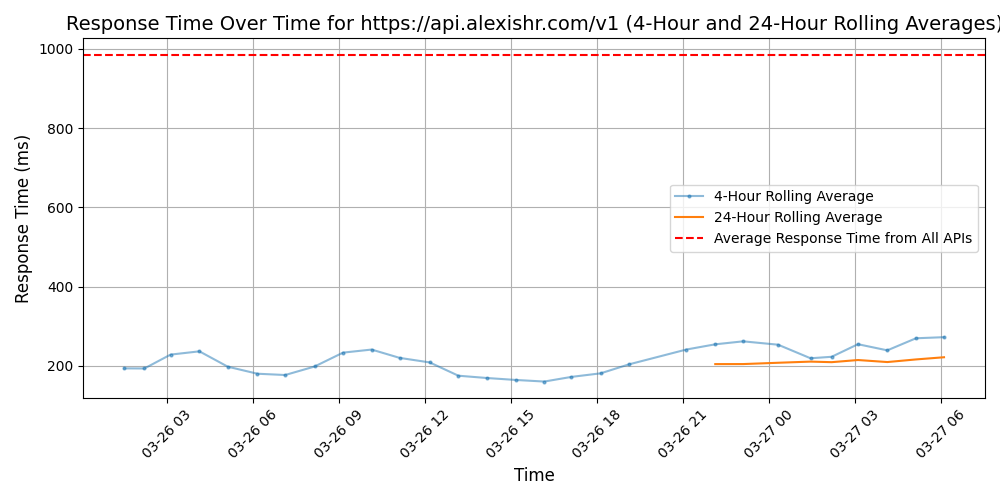 Response Time Over Time for https://api.alexishr.com/v1 (4-Hour and 24-Hour Rolling Averages)
Response Time (ms)
1000
800
600
400
200
4-Hour Rolling Average
24-Hour Rolling Average
Average Response Time from All APIs
03-26 03
03-26 06
03-26 09
03-26 12
03-26 15
03-26 18
03-26 21
03-27 00
03-27 03
03-27 06
Time